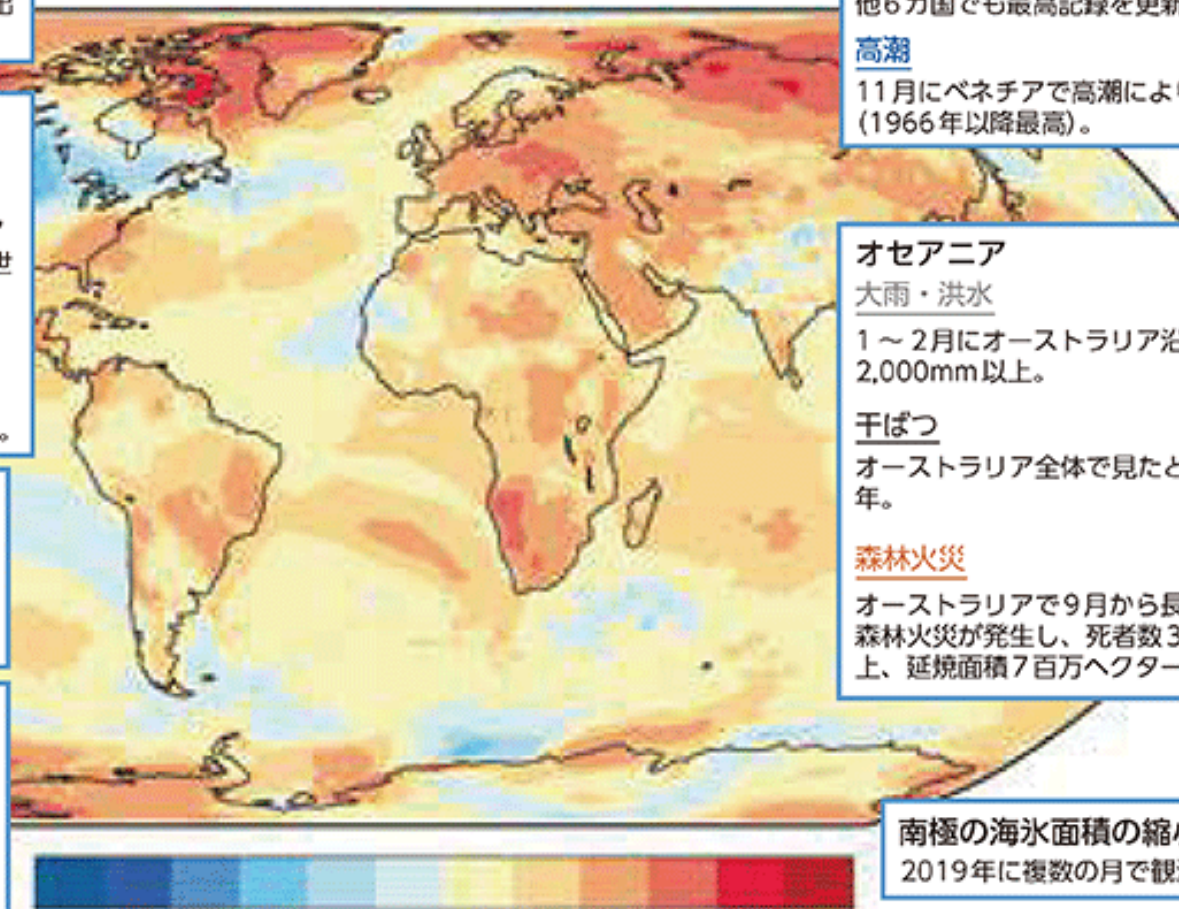 出
世
。
他6カ国でも最高記録を更新
高潮
11月にベネチアで高潮により
(1966年以降最高)。
オセアニア
大雨・洪水
1～2月にオーストラリア沿
2,000mm以上。
干ばつ
オーストラリア全体で見たと
年。
森林火災
オーストラリアで9月から長
森林火災が発生し、死者数3
上、延焼面積7百万ヘクター
南極の海氷面積の縮小
2019年に複数の月で観測